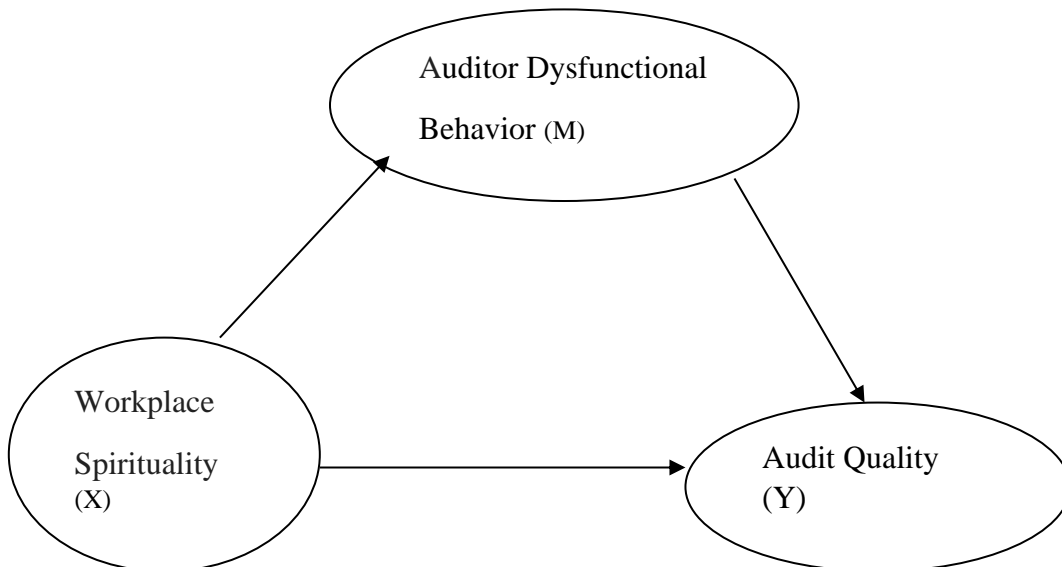 Auditor Dysfunctional
Behavior (M)
Workplace
Spirituality
(X)
Audit Quality
(Y)